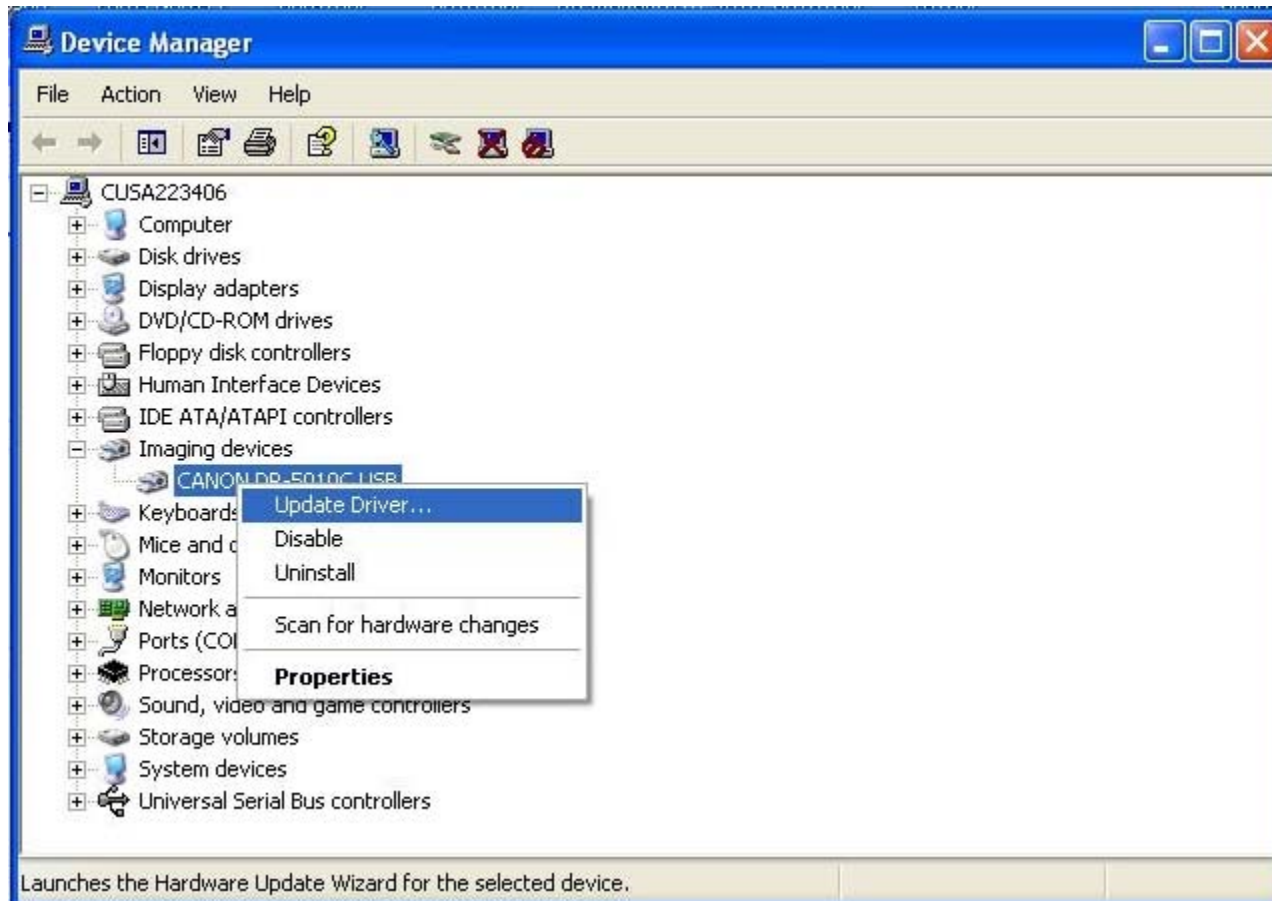 Device Manager
File Action View Help
CUSA223406
Computer
Disk drives
Display adapters
DVD/CD-ROM drives
Floppy disk controllers
Human Interface Devices
IDE ATA/ATAPI controllers
Imaging devices
CANON DR-5010C USB
Update Driver...
Keyboards
Disable
Mice and
Uninstall
Monitors
Network
Scan for hardware changes
Ports
Properties
Sound, video and game controllers
Storage volumes
System devices
Universal Serial Bus controllers
Launches the Hardware Update Wizard for the selected device.